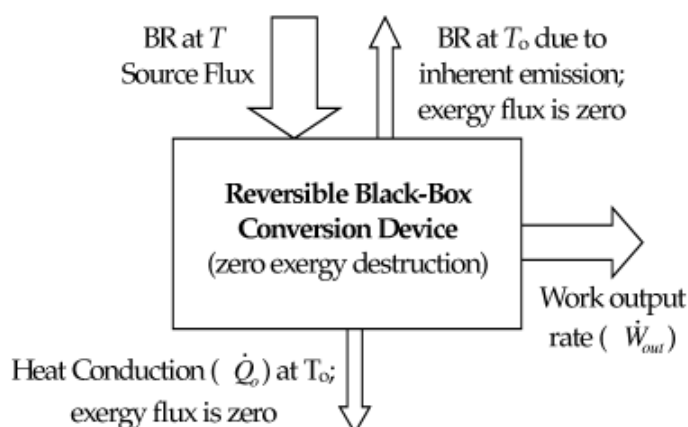 BR at T
Source Flux
BR at Tₒ due to
inherent emission;
exergy flux is zero
Reversible Black-Box
Conversion Device
(zero exergy destruction)
Work output
rate ( Ẇ_out)
Heat Conduction ( Q̇ₒ) at Tₒ;
exergy flux is zero